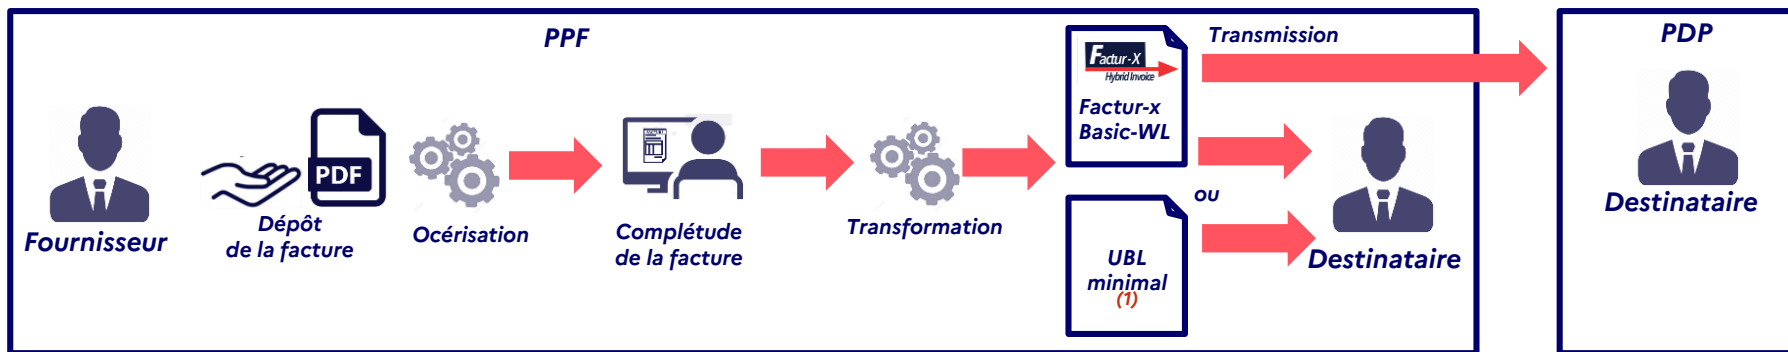 PPF
Fournisseur
PDF
Dépôt
de la facture
Océrisation
Complétude
de la facture
Transformation
Factur-X
Hybrid Invoice
Factur-x
Basic-WL
ou
UBL
minimal
(1)
Transmission
Destinataire
PDP
Destinataire